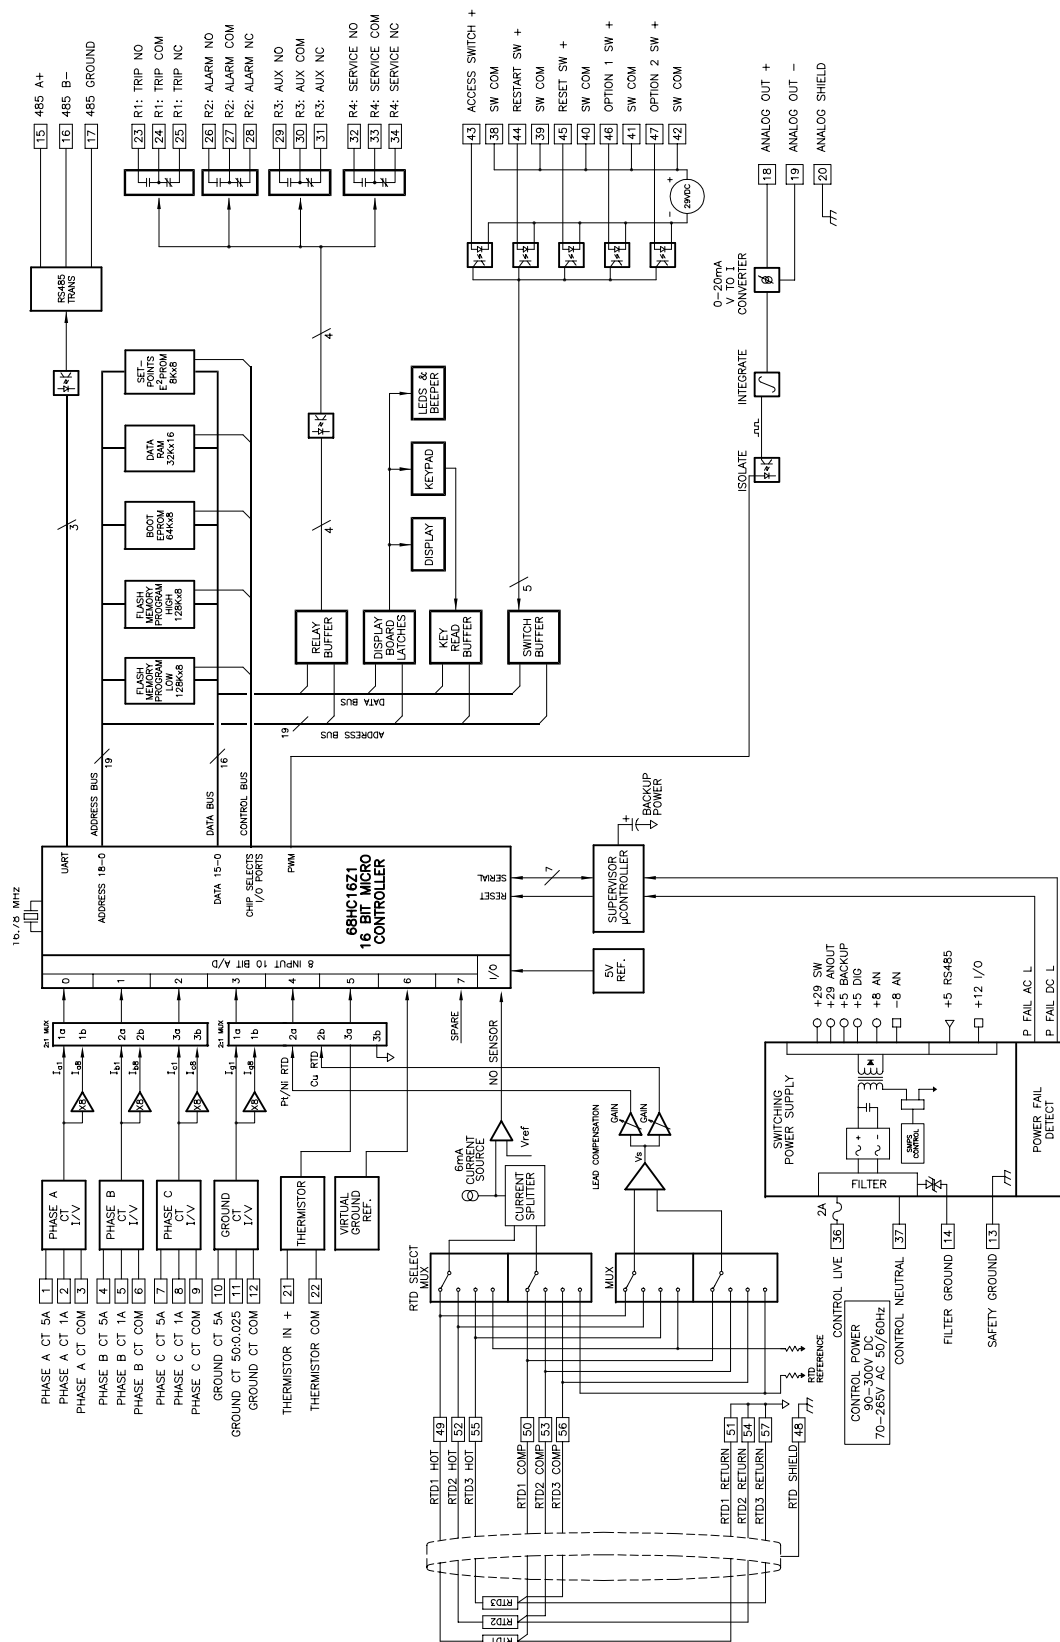 15 485 A+
16 485 B-
17 485 GROUND
23 R1: TRIP NO
24 R1: TRIP COM
25 R1: TRIP NC
26 R2: ALARM NO
27 R2: ALARM COM
28 R2: ALARM NC
29 R3: AUX NO
30 R3: AUX COM
31 R3: AUX NC
32 R4: SERVICE NO
33 R4: SERVICE COM
34 R4: SERVICE NC
43 ACCESS SWITCH +
38 SW COM
44 RESTART SW +
39 SW COM
45 RESET SW +
40 SW COM
46 OPTION 1 SW +
41 SW COM
47 OPTION 2 SW +
42 SW COM
18 ANALOG OUT +
19 ANALOG OUT -
20 ANALOG SHIELD
+
29VDC
-
RS485
TRANS
0-20mA
V TO I
CONVERTER
INTEGRATE
ISOLATE
4
4
3
5
SET-
POINTS
E²PROM
8Kx8
DATA
RAM
32Kx16
BOOT
EPROM
64Kx8
FLASH
MEMORY
PROGRAM
HIGH
128Kx8
FLASH
MEMORY
PROGRAM
LOW
128Kx8
LEDS &
BEEPER
KEYPAD
DISPLAY
RELAY
BUFFER
DISPLAY
BOARD
LATCHES
KEY
READ
BUFFER
SWITCH
BUFFER
DATA BUS
ADDRESS BUS
19
ADDRESS BUS
19
DATA BUS
16
CONTROL BUS
16.78 MHz
UART
ADDRESS 18-0
DATA 15-0
CHIP SELECTS
I/O PORTS
PWM
68HC16Z1
16 BIT MICRO
CONTROLLER
SERIAL
RESET
7
8 INPUT 10 BIT A/D
0
1
2
3
4
5
6
7
I/O
SUPERVISOR
µCONTROLLER
+
BACKUP
POWER
5V
REF.
2:1 MUX
1a
1b
2a
2b
3a
3b
2:1 MUX
1a
1b
2a
2b
3a
3b
Ia1
Ia8
Ib1
Ib8
Ic1
Ic8
Ig1
Ig8
X8
X8
X8
X8
Pt/Ni RTD
Cu RTD
SPARE
NO SENSOR
PHASE A
CT
I/V
PHASE B
CT
I/V
PHASE C
CT
I/V
GROUND
CT
I/V
THERMISTOR
VIRTUAL
GROUND
REF.
6mA
CURRENT
SOURCE
Vref
CURRENT
SPLITTER
LEAD COMPENSATION
Vs
GAIN
GAIN
RTD SELECT
MUX
MUX
PHASE A CT 5A 1
PHASE A CT 1A 2
PHASE A CT COM 3
PHASE B CT 5A 4
PHASE B CT 1A 5
PHASE B CT COM 6
PHASE C CT 5A 7
PHASE C CT 1A 8
PHASE C CT COM 9
GROUND CT 5A 10
GROUND CT 50:0.025 11
GROUND CT COM 12
THERMISTOR IN + 21
THERMISTOR COM 22
RTD
REFERENCE
RTD1 HOT 49
RTD2 HOT 52
RTD3 HOT 55
RTD1 COMP 50
RTD2 COMP 53
RTD3 COMP 56
RTD1 RETURN 51
RTD2 RETURN 54
RTD3 RETURN 57
RTD SHIELD 48
RTD3
RTD2
RTD1
+29 SW
+29 ANOUT
+5 BACKUP
+5 DIG
+8 AN
-8 AN
+5 RS485
+12 I/O
P FAIL AC L
P FAIL DC L
SWITCHING
POWER SUPPLY
+
-
SMPS
CONTROL
FILTER
POWER FAIL
DETECT
2A
CONTROL LIVE 36
CONTROL NEUTRAL 37
FILTER GROUND 14
SAFETY GROUND 13
CONTROL POWER
90-300V DC
70-265V AC 50/60Hz